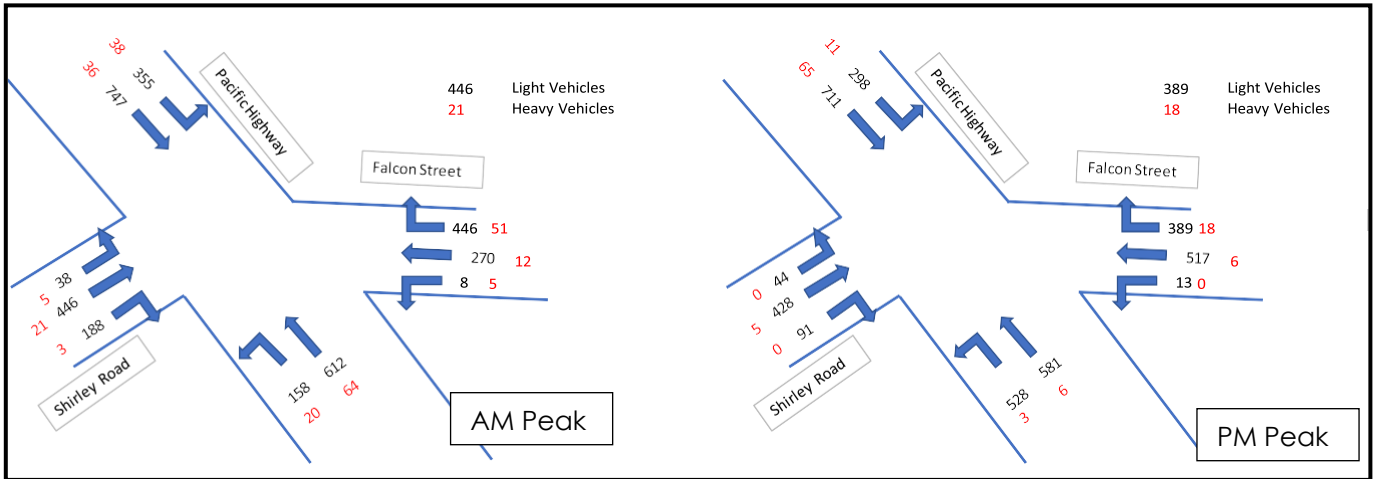 38
36
355
747
Pacific Highway
446 Light Vehicles
21 Heavy Vehicles
Falcon Street
446 51
270 12
8 5
5 38
21 446
3 188
Shirley Road
158 612
20 64
AM Peak
11
65
298
711
Pacific Highway
389 Light Vehicles
18 Heavy Vehicles
Falcon Street
389 18
517 6
13 0
0 44
5 428
0 91
Shirley Road
528 581
3 6
PM Peak